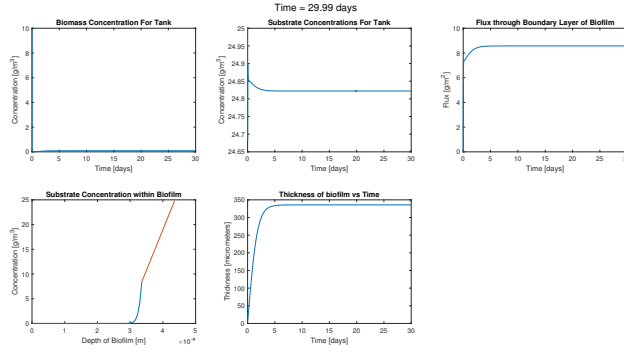 Time = 29.99 days
Biomass Concentration For Tank
Concentration [g/m³]
10
8
6
4
2
0
0 5 10 15 20 25 30
Time [days]
Substrate Concentrations For Tank
Concentration [g/m³]
25
24.95
24.9
24.85
24.8
24.75
24.7
24.65
0 5 10 15 20 25 30
Time [days]
Flux through Boundary Layer of Biofilm
Flux [g/m²]
10
8
6
4
2
0
0 5 10 15 20 25 30
Time [days]
Substrate Concentration within Biofilm
Concentration [g/m³]
25
20
15
10
5
0
0 1 2 3 4 5
Depth of Biofilm [m]
×10⁻⁴
Thickness of biofilm vs Time
Thickness [micrometers]
350
300
250
200
150
100
50
0
0 5 10 15 20 25 30
Time [days]